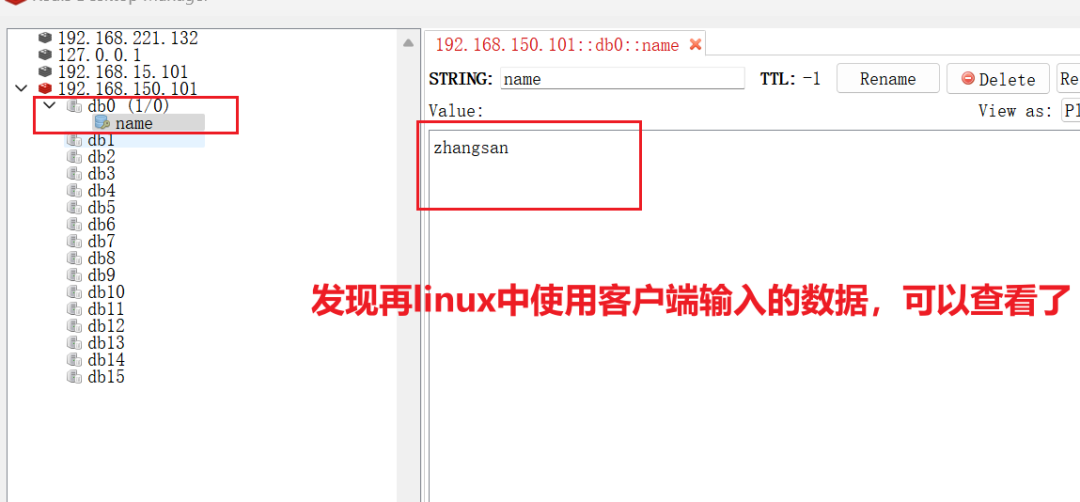 192.168.221.132
127.0.0.1
192.168.15.101
192.168.150.101
db0 (1/0)
name
db1
db2
db3
db4
db5
db6
db7
db8
db9
db10
db11
db12
db13
db14
db15
192.168.150.101::db0::name
STRING: name TTL: -1 Rename Delete Re
Value: View as: Pl
zhangsan
发现再linux中使用客户端输入的数据，可以查看了